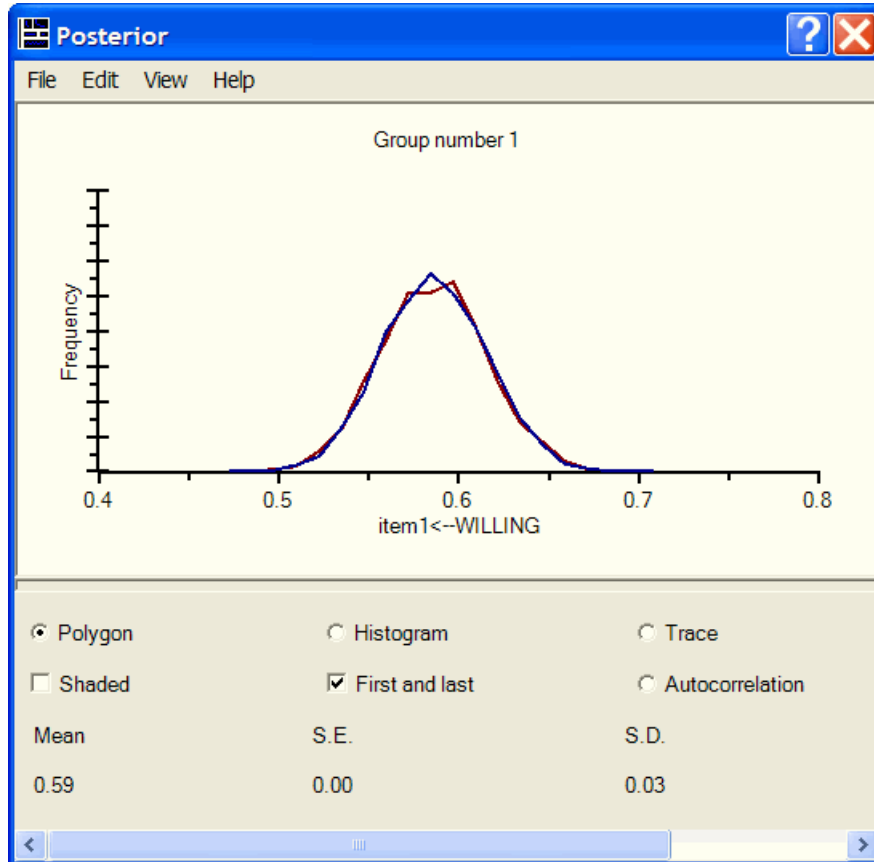 Posterior
File Edit View Help
Group number 1
Frequency
0.4 0.5 0.6 0.7 0.8
item1<--WILLING
Polygon Histogram Trace
Shaded First and last Autocorrelation
Mean S.E. S.D.
0.59 0.00 0.03